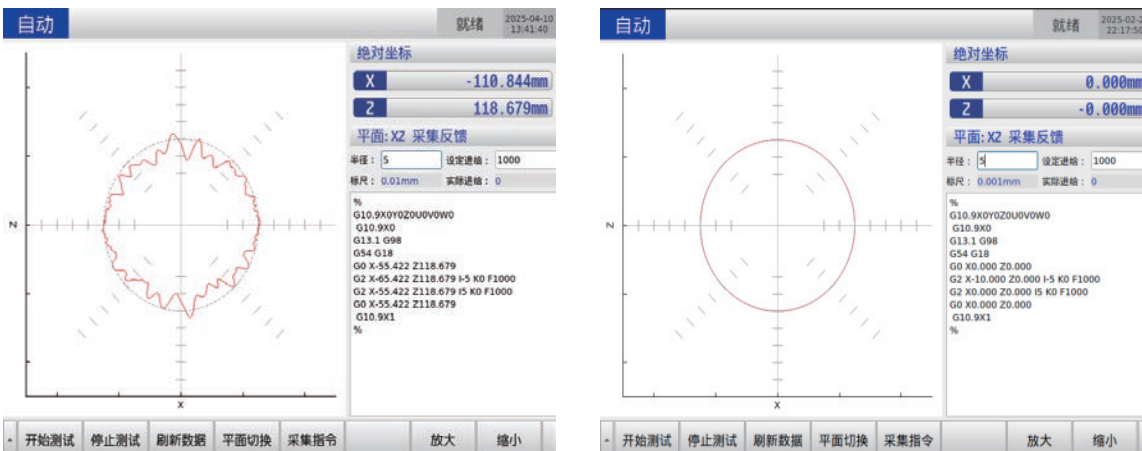 自动
就绪
2025-04-10
13:41:40
绝对坐标
X -110.844mm
Z 118.679mm
平面: XZ 采集反馈
半径： 5 设定进给： 1000
标尺： 0.01mm 实际进给： 0
%
G10.9X0Y0Z0U0V0W0
G10.9X0
G13.1 G98
G54 G18
G0 X-55.422 Z118.679
G2 X-65.422 Z118.679 I-5 K0 F1000
G2 X-55.422 Z118.679 I5 K0 F1000
G0 X-55.422 Z118.679
G10.9X1
%
Z
X
开始测试 停止测试 刷新数据 平面切换 采集指令 放大 缩小
自动
就绪
22:17:50
绝对坐标
X 0.000mm
Z -0.000mm
平面: XZ 采集反馈
半径： 5 设定进给： 1000
标尺： 0.001mm 实际进给： 0
%
G10.9X0Y0Z0U0V0W0
G10.9X0
G13.1 G98
G54 G18
G0 X0.000 Z0.000
G2 X-10.000 Z0.000 I-5 K0 F1000
G2 X0.000 Z0.000 I5 K0 F1000
G0 X0.000 Z0.000
G10.9X1
%
Z
X
开始测试 停止测试 刷新数据 平面切换 采集指令 放大 缩小